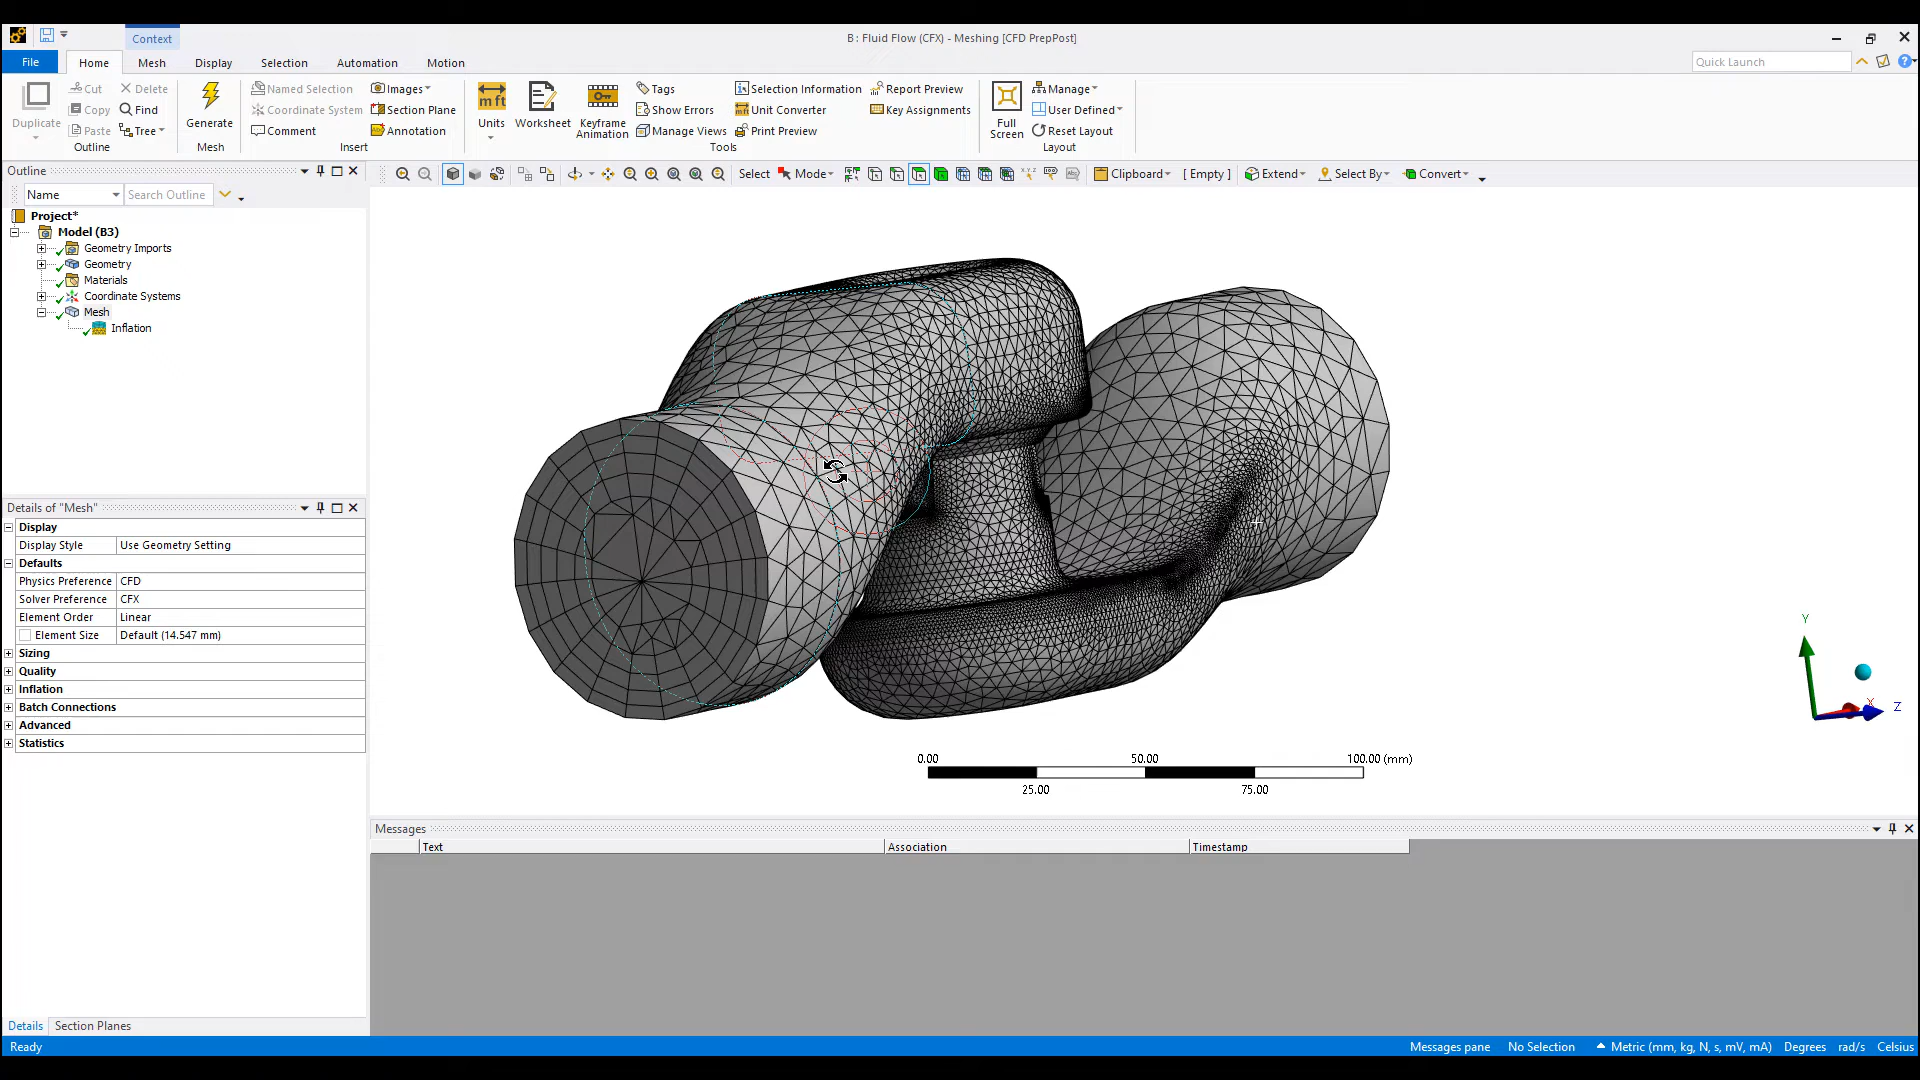 Context
B: Fluid Flow (CFX) - Meshing [CFD PrepPost]
File Home Mesh Display Selection Automation Motion
Quick Launch
Duplicate
Cut Delete
Copy Find
Paste Tree
Outline
Generate
Mesh
Named Selection
Coordinate System
Comment
Images
Section Plane
Annotation
Insert
mm ft
Units
Worksheet
Keyframe
Animation
Tags
Show Errors
Manage Views
Selection Information
Unit Converter
Print Preview
Report Preview
Key Assignments
Tools
Full
Screen
Manage
User Defined
Reset Layout
Layout
Outline
Name Search Outline
Project*
Model (B3)
Geometry Imports
Geometry
Materials
Coordinate Systems
Mesh
Inflation
Select Mode Clipboard [ Empty ] Extend Select By Convert
Details of "Mesh"
Display
Display Style Use Geometry Setting
Defaults
Physics Preference CFD
Solver Preference CFX
Element Order Linear
Element Size Default (14.547 mm)
Sizing
Quality
Inflation
Batch Connections
Advanced
Statistics
Y
X
Z
0.00 50.00 100.00 (mm)
25.00 75.00
Messages
Text Association Timestamp
Details Section Planes
Ready
Messages pane No Selection Metric (mm, kg, N, s, mV, mA) Degrees rad/s Celsius